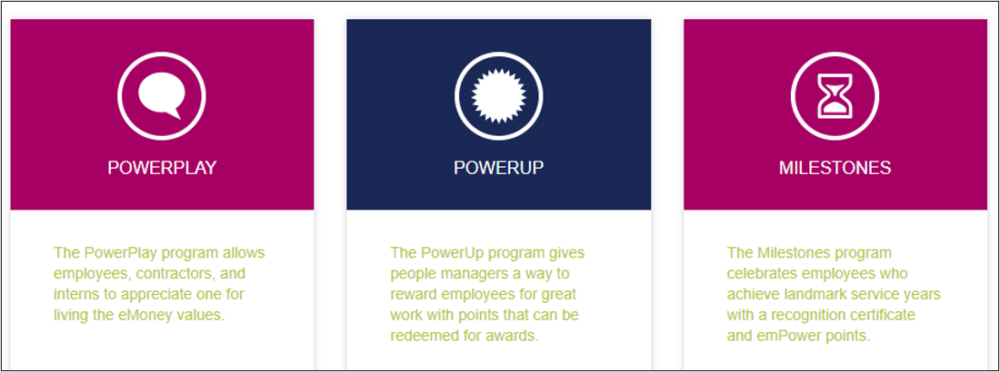 POWERPLAY
The PowerPlay program allows
employees, contractors, and
interns to appreciate one for
living the eMoney values.
POWERUP
The PowerUp program gives
people managers a way to
reward employees for great
work with points that can be
redeemed for awards.
MILESTONES
The Milestones program
celebrates employees who
achieve landmark service years
with a recognition certificate
and emPower points.